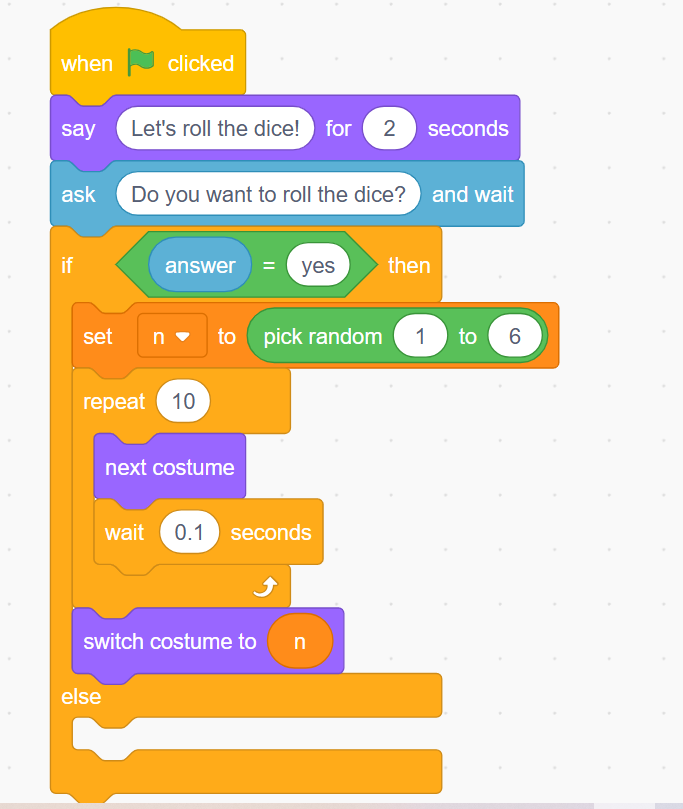 when clicked
say Let's roll the dice! for 2 seconds
ask Do you want to roll the dice? and wait
if answer = yes then
set n to pick random 1 to 6
repeat 10
next costume
wait 0.1 seconds
switch costume to n
else